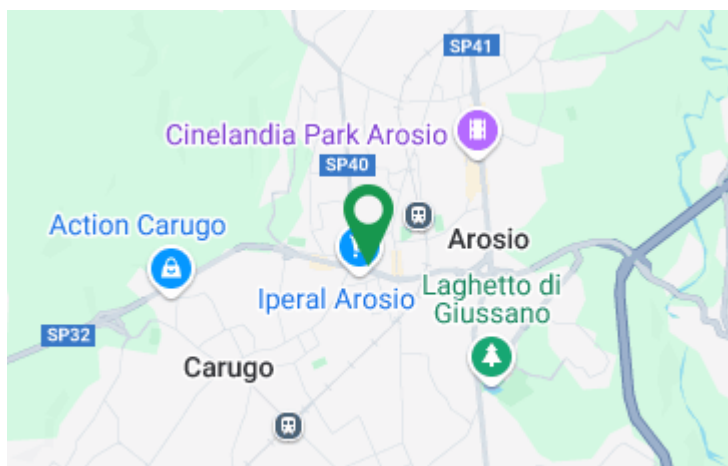 SP41
Cinelandia Park Arosio
SP40
Action Carugo
Arosio
Iperal Arosio
Laghetto di
Giussano
SP32
Carugo